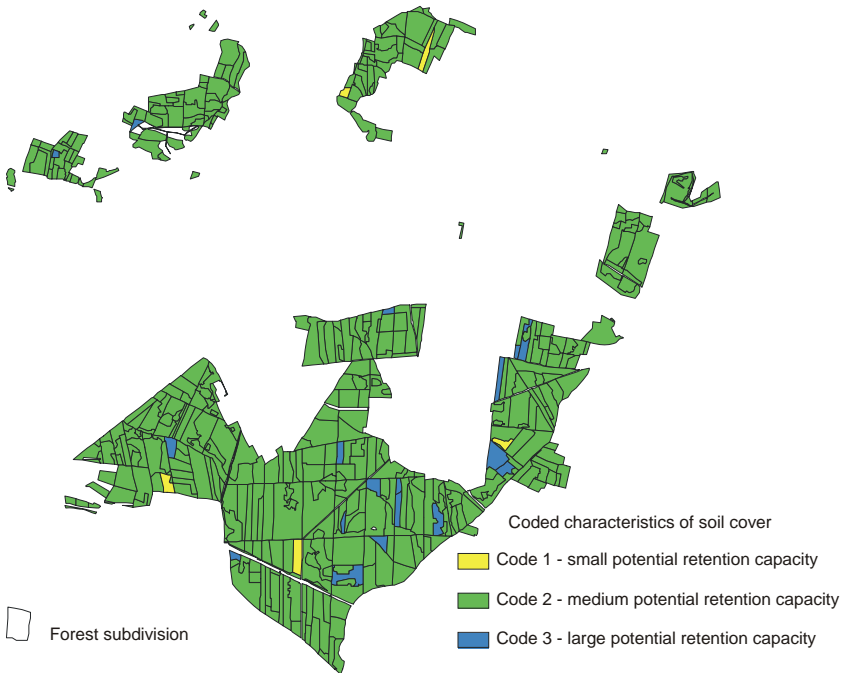 Coded characteristics of soil cover
Code 1 - small potential retention capacity
Code 2 - medium potential retention capacity
Code 3 - large potential retention capacity
Forest subdivision